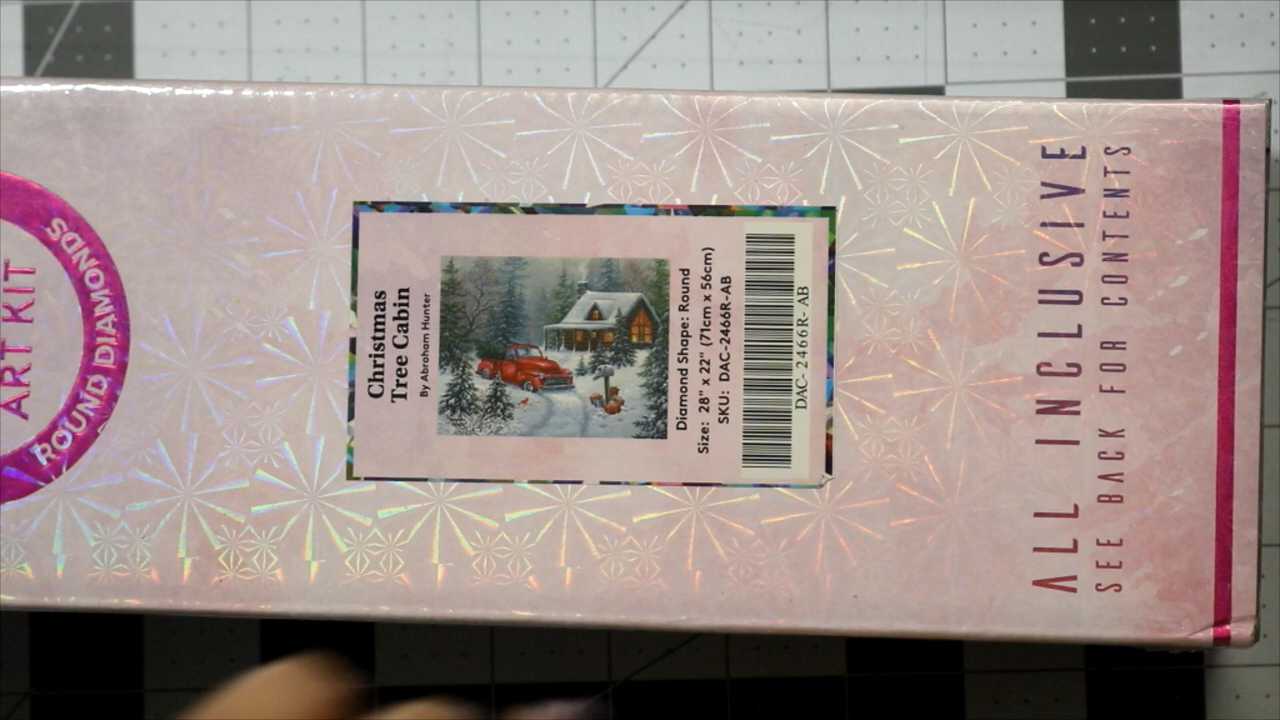 ART KIT
ROUND DIAMONDS
Christmas
Tree Cabin
By Abraham Hunter
Diamond Shape: Round
Size: 28" x 22" (71cm x 56cm)
SKU: DAC-2466R-AB
DAC- 2466R- AB
ALL INCLUSIVE
SEE BACK FOR CONTENTS